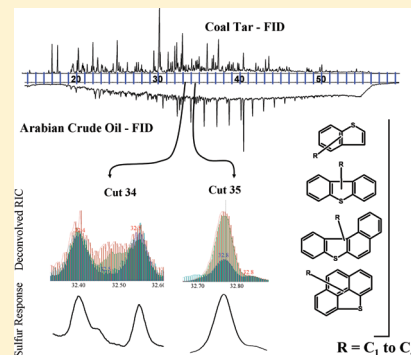 Coal Tar - FID
20 30 40 50
Arabian Crude Oil - FID
Cut 34 Cut 35
Deconvolved RIC
32.40 32.50 32.60 32.70 32.80
Sulfur Response
S
R
R
S
R
S
R
S
R = C1 to C